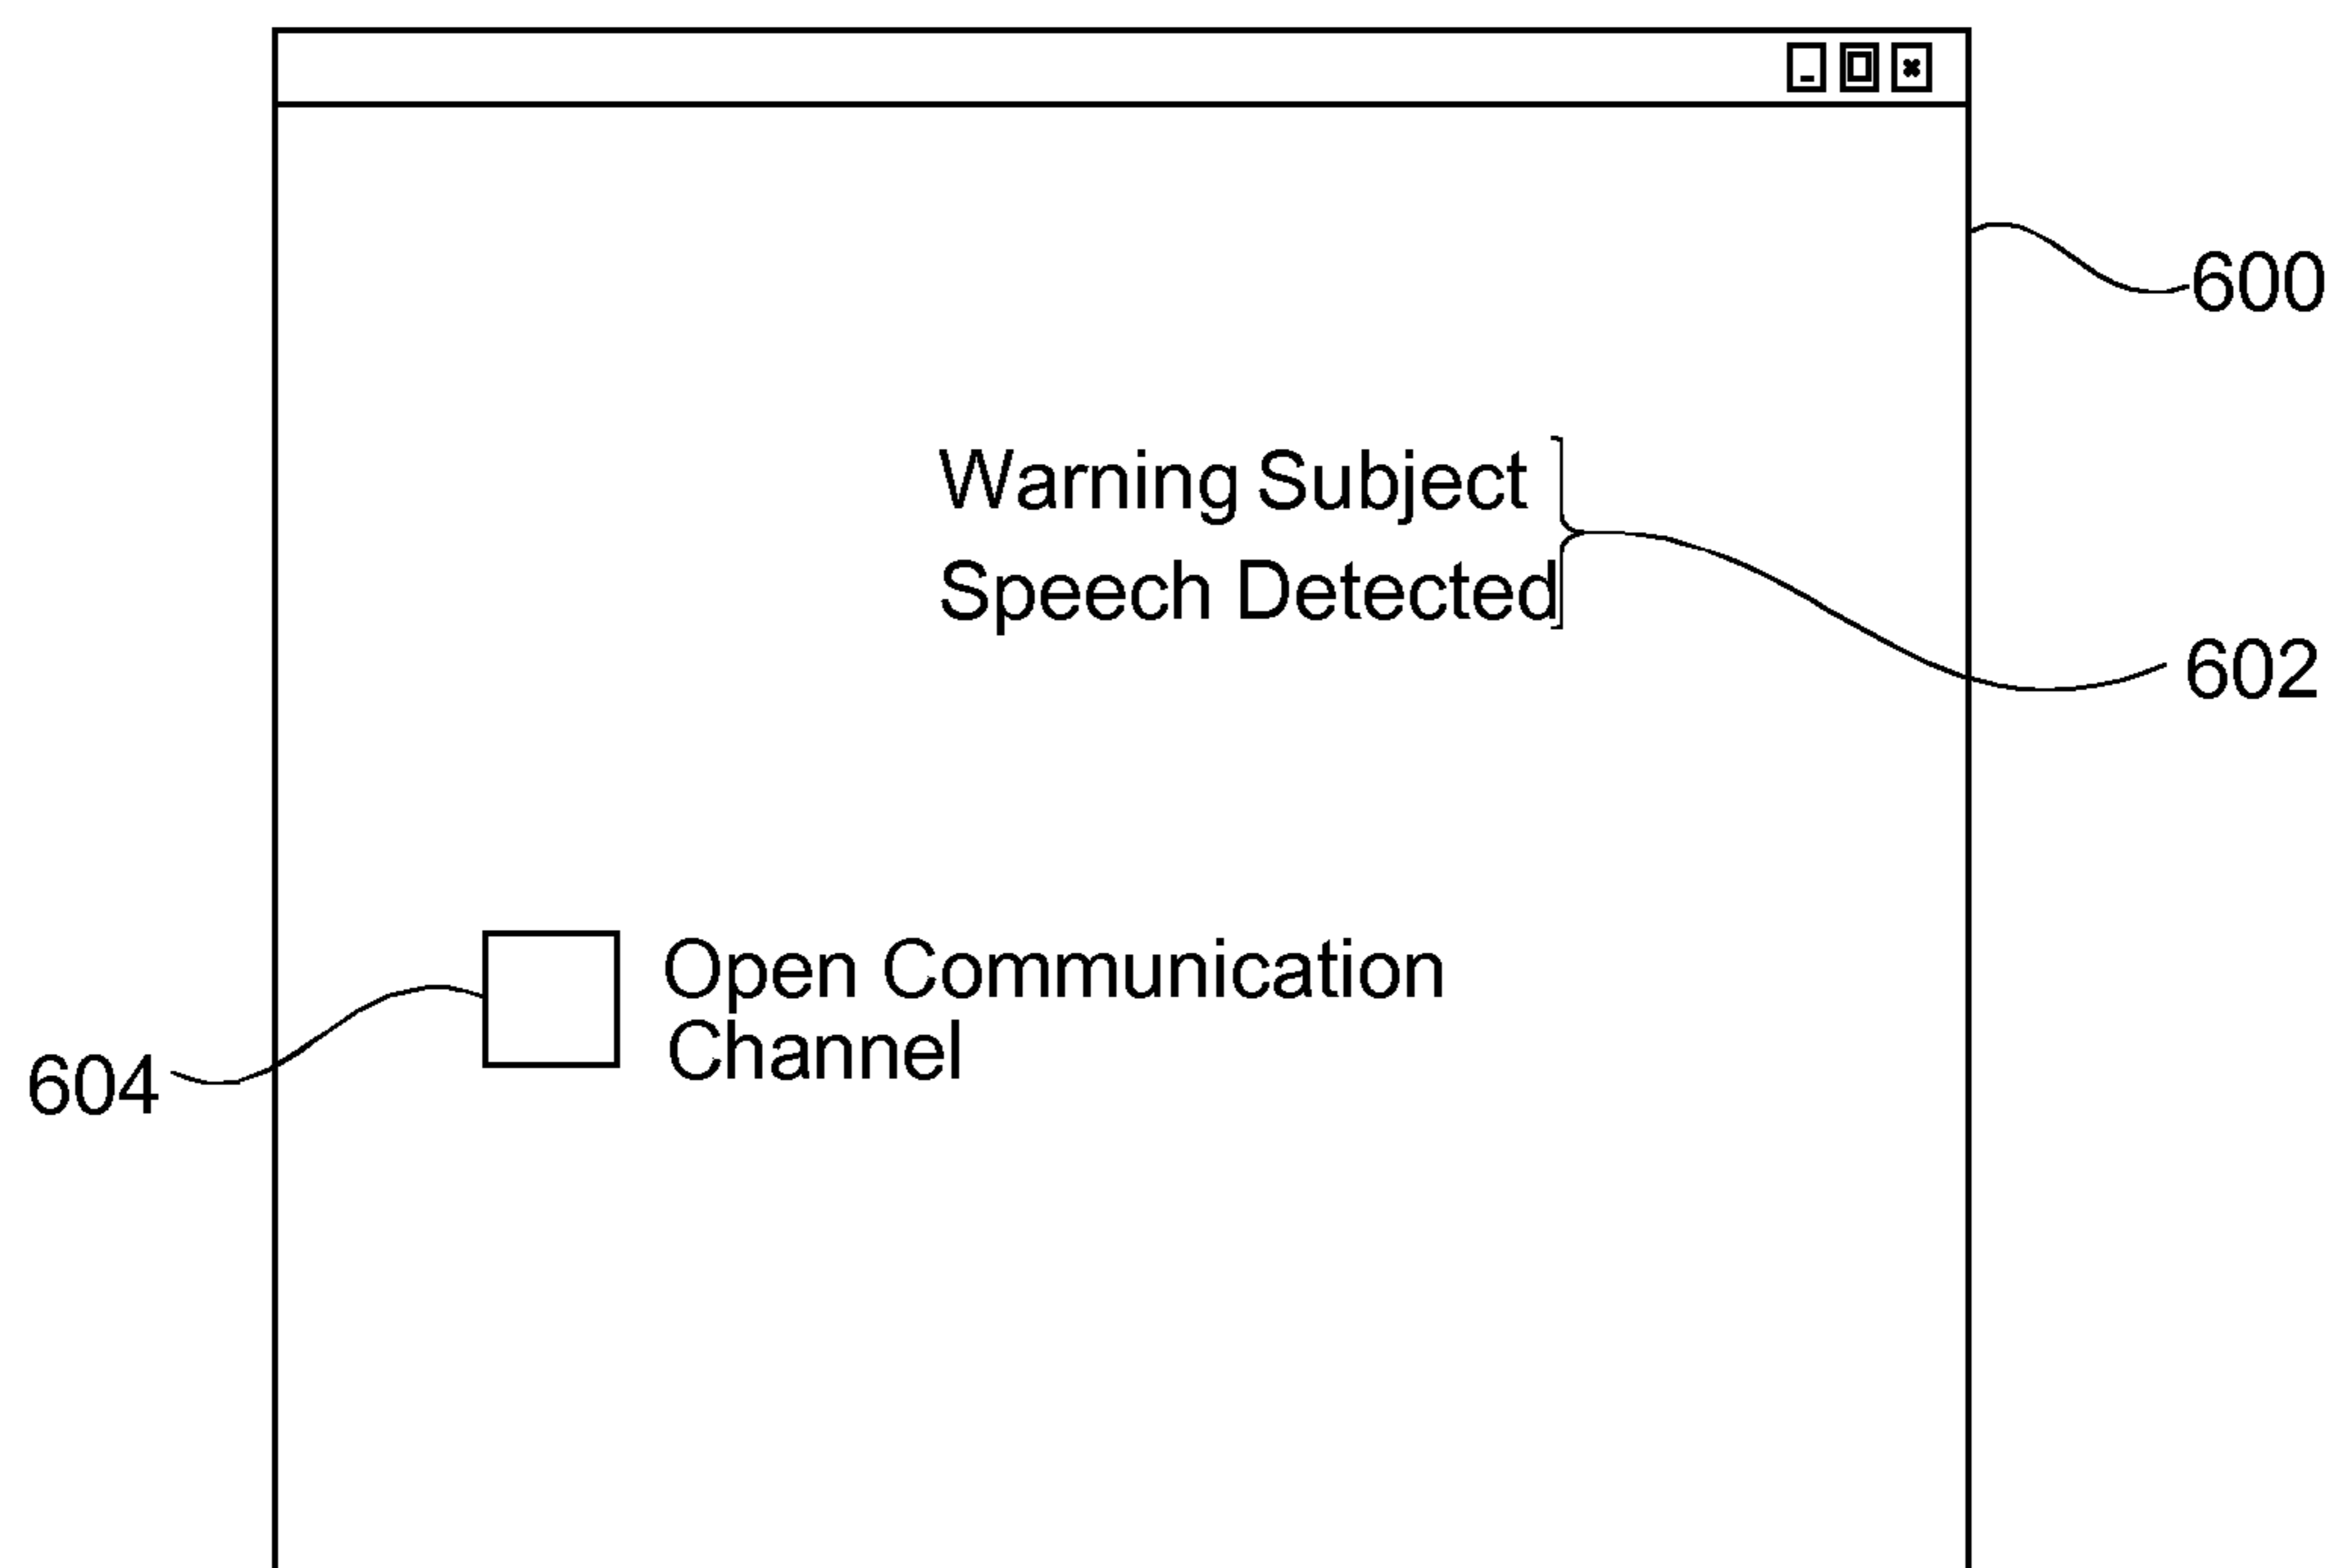 600
Warning Subject
Speech Detected
602
Open Communication
Channel
604